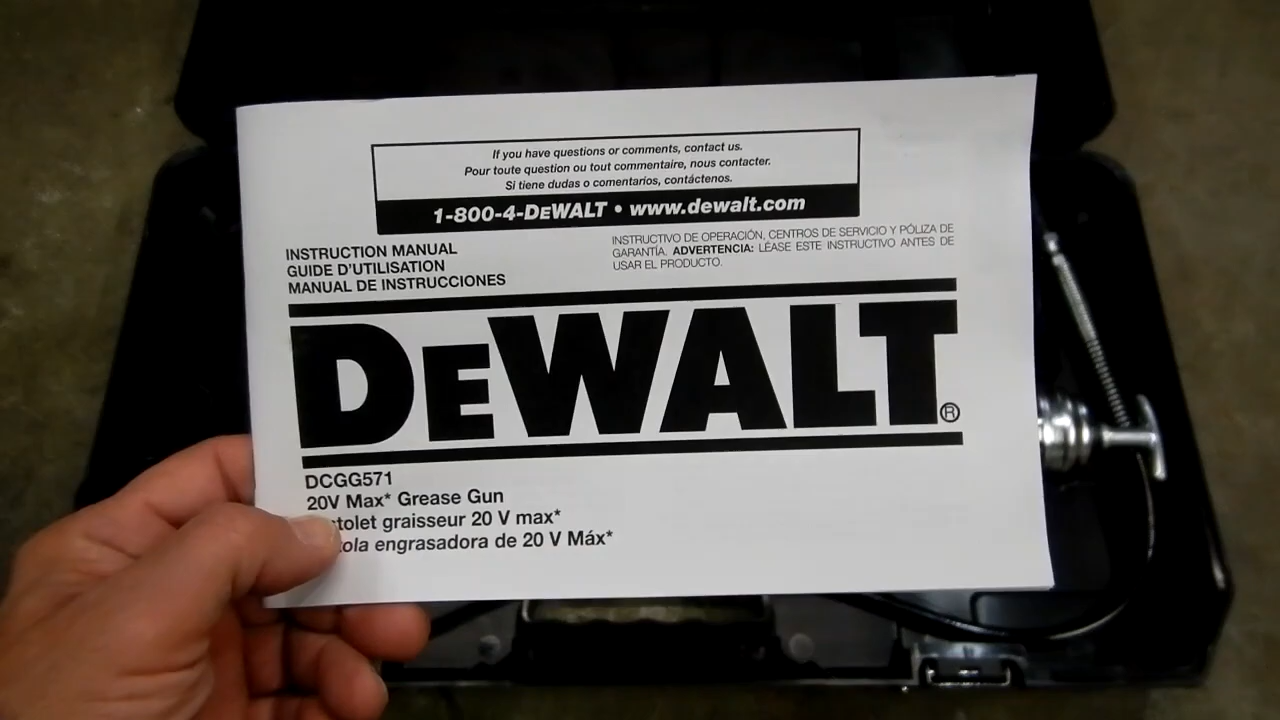 If you have questions or comments, contact us.
Pour toute question ou tout commentaire, nous contacter.
Si tiene dudas o comentarios, contáctenos.
1-800-4-DEWALT • www.dewalt.com
INSTRUCTION MANUAL
GUIDE D'UTILISATION
MANUAL DE INSTRUCCIONES
INSTRUCTIVO DE OPERACIÓN, CENTROS DE SERVICIO Y PÓLIZA DE
GARANTÍA. ADVERTENCIA: LÉASE ESTE INSTRUCTIVO ANTES DE
USAR EL PRODUCTO.
DEWALT®
DCGG571
20V Max* Grease Gun
graisseur 20 V max*
engrasadora de 20 V Máx*